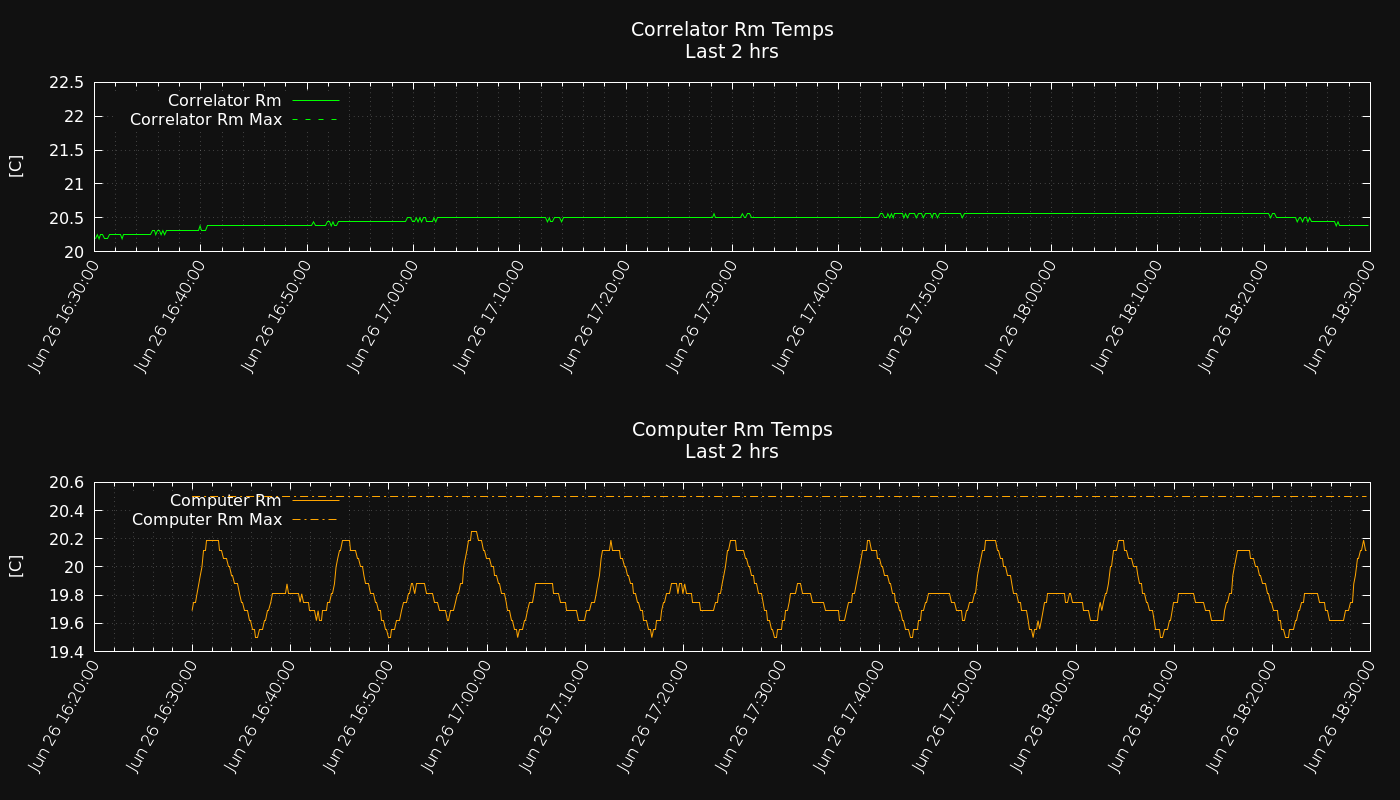 Correlator Rm Temps
Last 2 hrs
22.5
22
21.5
21
20.5
20
[C]
Correlator Rm
Correlator Rm Max
Jun 26 16:30:00
Jun 26 16:40:00
Jun 26 16:50:00
Jun 26 17:00:00
Jun 26 17:10:00
Jun 26 17:20:00
Jun 26 17:30:00
Jun 26 17:40:00
Jun 26 17:50:00
Jun 26 18:00:00
Jun 26 18:10:00
Jun 26 18:20:00
Jun 26 18:30:00
Computer Rm Temps
Last 2 hrs
20.6
20.4
20.2
20
19.8
19.6
19.4
[C]
Computer Rm
Computer Rm Max
Jun 26 16:20:00
Jun 26 16:30:00
Jun 26 16:40:00
Jun 26 16:50:00
Jun 26 17:00:00
Jun 26 17:10:00
Jun 26 17:20:00
Jun 26 17:30:00
Jun 26 17:40:00
Jun 26 17:50:00
Jun 26 18:00:00
Jun 26 18:10:00
Jun 26 18:20:00
Jun 26 18:30:00